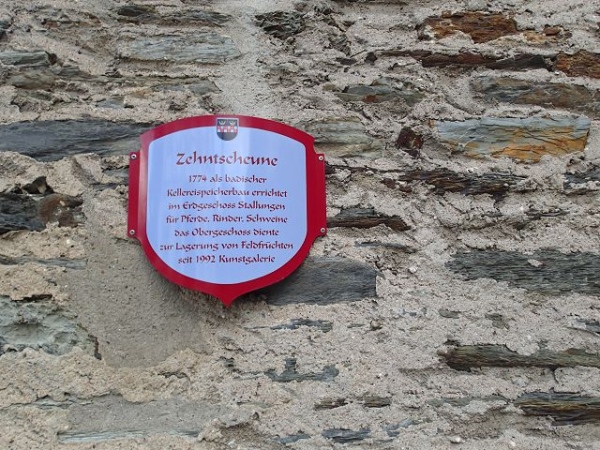 Zehntscheune
1774 als badischer
Kellereispeicherbau errichtet
im Erdgeschoss Stallungen
für Pferde, Rinder, Schweine
das Obergeschoss diente
zur Lagerung von Feldfrüchten
seit 1992 Kunstgalerie